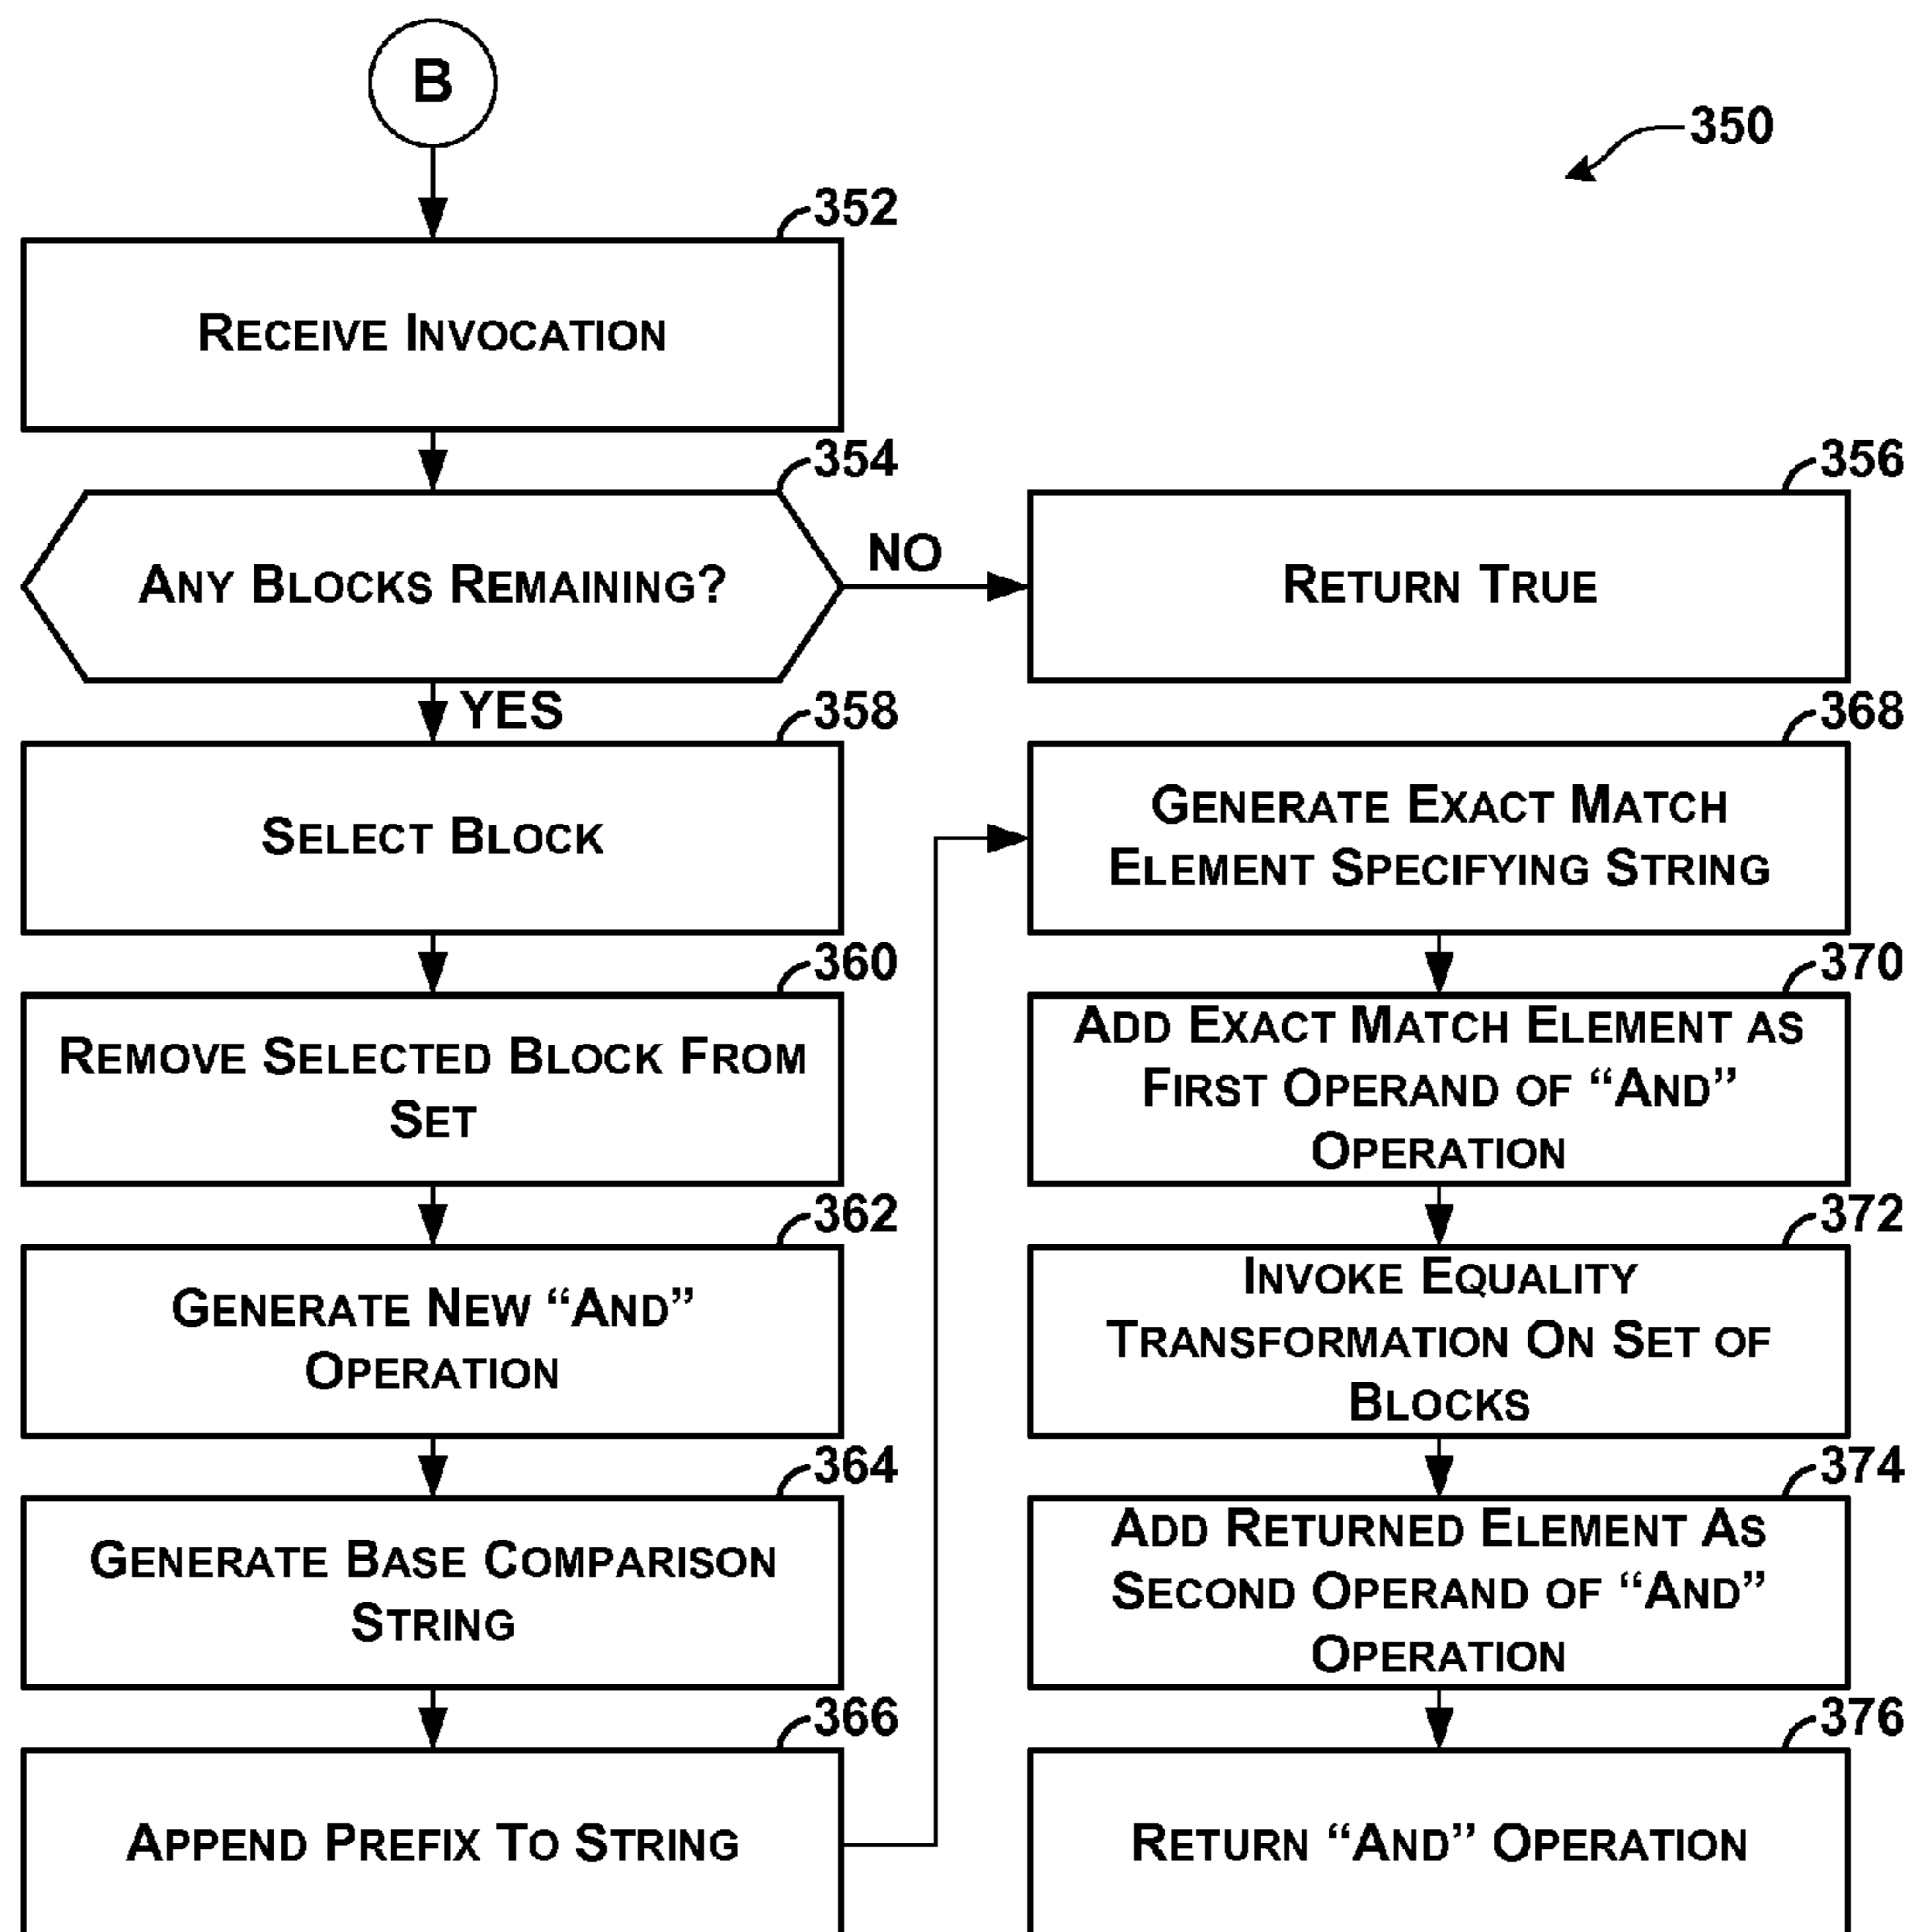 B
350
352
RECEIVE INVOCATION
354
ANY BLOCKS REMAINING?
NO
356
RETURN TRUE
YES
358
SELECT BLOCK
360
REMOVE SELECTED BLOCK FROM
SET
362
GENERATE NEW “AND”
OPERATION
364
GENERATE BASE COMPARISON
STRING
366
APPEND PREFIX TO STRING
368
GENERATE EXACT MATCH
ELEMENT SPECIFYING STRING
370
ADD EXACT MATCH ELEMENT AS
FIRST OPERAND OF “AND”
OPERATION
372
INVOKE EQUALITY
TRANSFORMATION ON SET OF
BLOCKS
374
ADD RETURNED ELEMENT AS
SECOND OPERAND OF “AND”
OPERATION
376
RETURN “AND” OPERATION